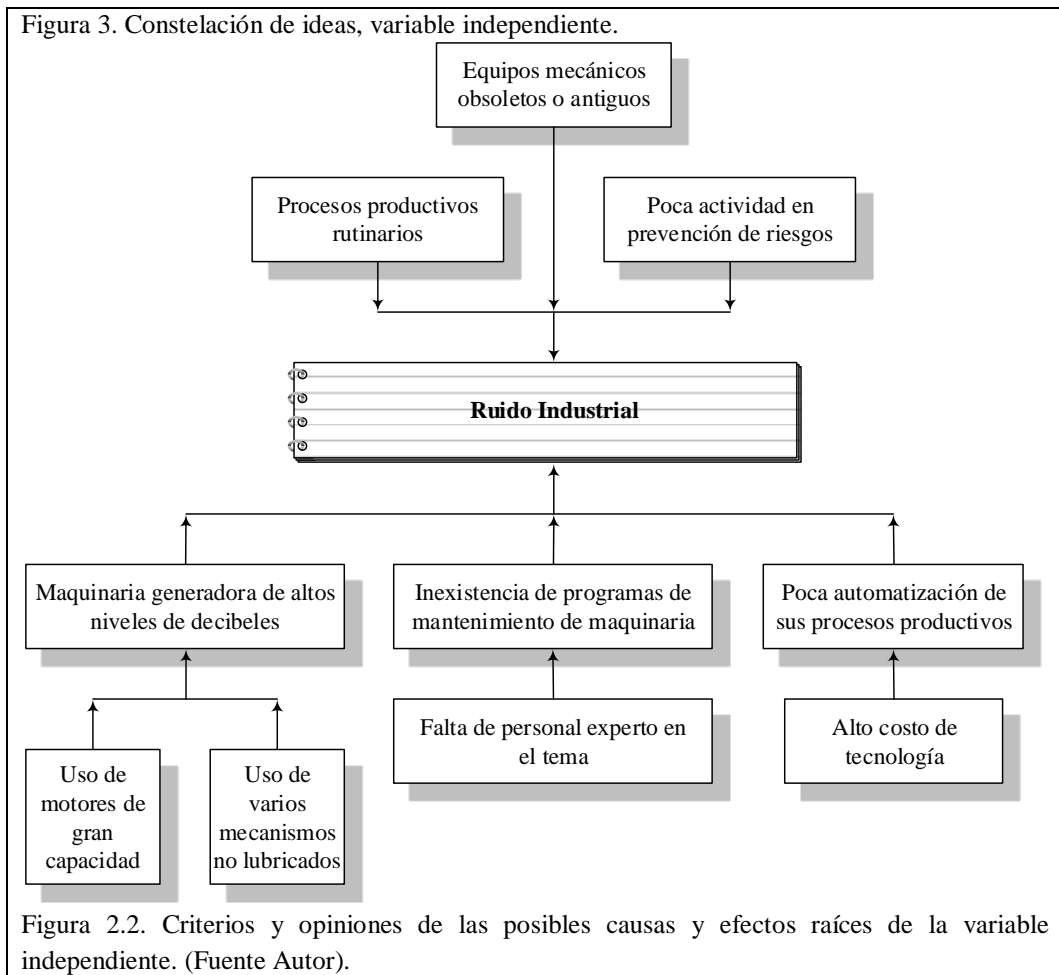 Figura 3. Constelación de ideas, variable independiente.
Equipos mecánicos
obsoletos o antiguos
Procesos productivos
rutinarios
Poca actividad en
prevención de riesgos
Ruido Industrial
Maquinaria generadora de altos
niveles de decibeles
Inexistencia de programas de
mantenimiento de maquinaria
Poca automatización de
sus procesos productivos
Uso de
motores de
gran
capacidad
Uso de
varios
mecanismos
no lubricados
Falta de personal experto en
el tema
Alto costo de
tecnología
Figura 2.2. Criterios y opiniones de las posibles causas y efectos raíces de la variable
independiente. (Fuente Autor).